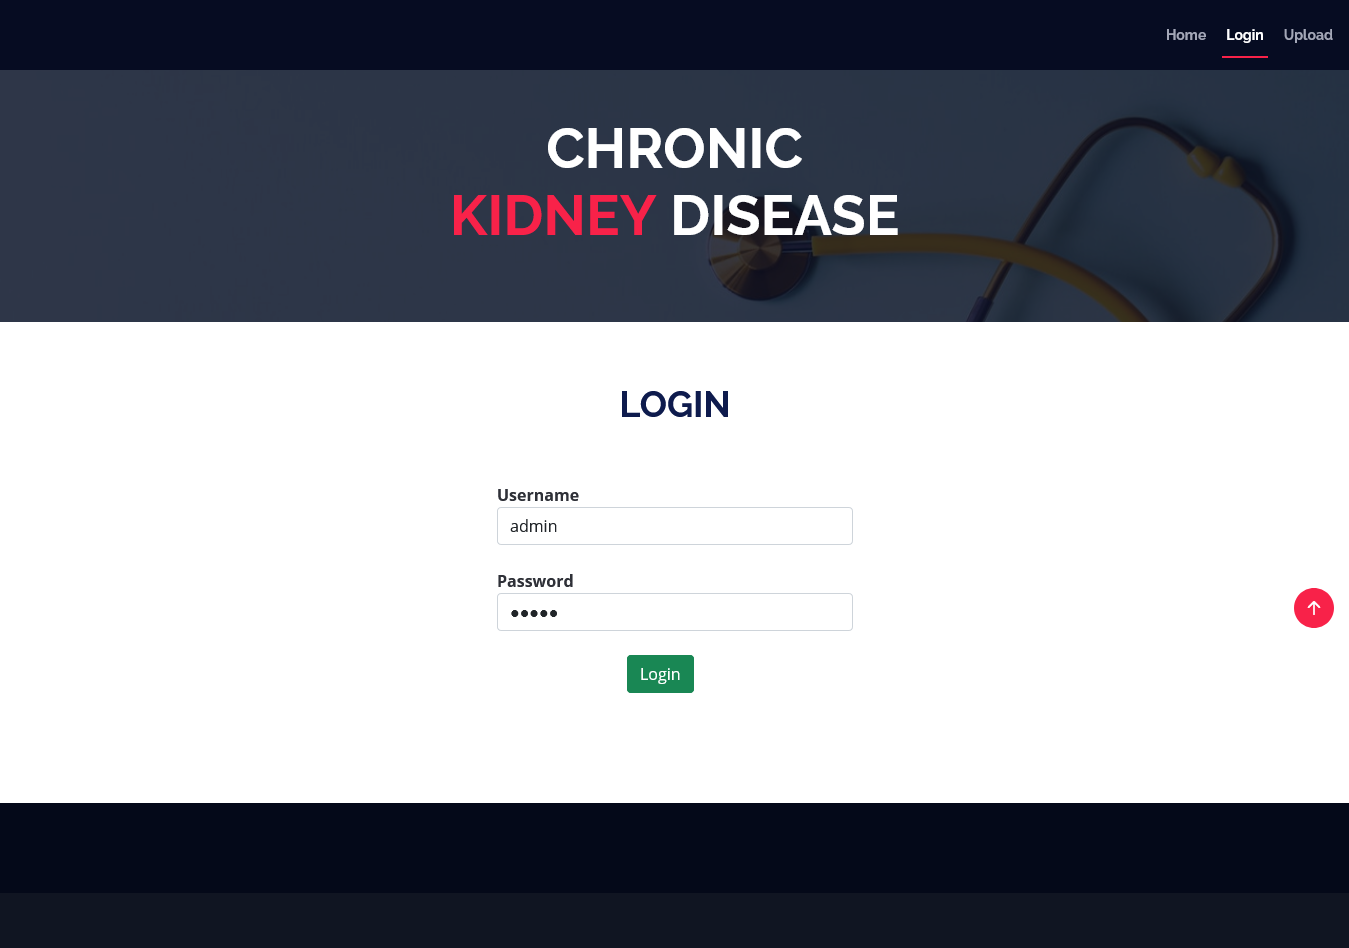 Home Login Upload
CHRONIC
KIDNEY DISEASE
LOGIN
Username
admin
Password
•••••
Login